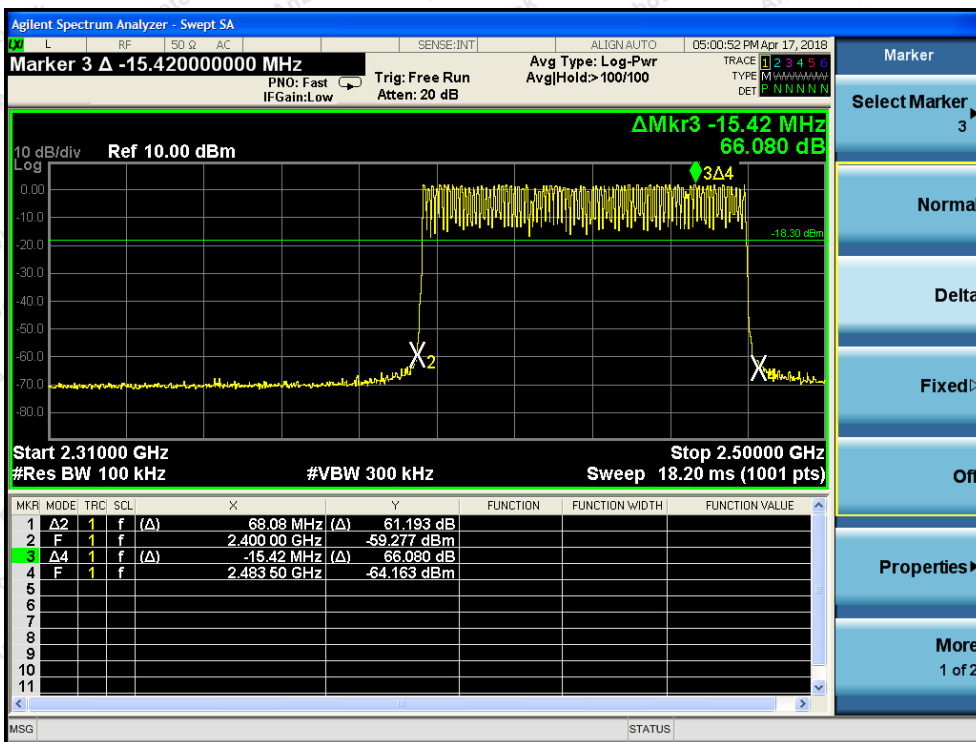 Agilent Spectrum Analyzer - Swept SA
LXI L RF 50 Ω AC SENSE:INT ALIGN AUTO 05:00:52 PM Apr 17, 2018
Marker 3 Δ -15.420000000 MHz
PNO: Fast
IFGain:Low
Trig: Free Run
Atten: 20 dB
Avg Type: Log-Pwr
Avg|Hold:>100/100
TRACE 1 2 3 4 5 6
TYPE M WWWWW
DET P N N N N N
ΔMkr3 -15.42 MHz
66.080 dB
10 dB/div Ref 10.00 dBm
Log
3Δ4
0.00
-10.0
-18.30 dBm
-20.0
-30.0
-40.0
-50.0
-60.0
2
-70.0
-80.0
Start 2.31000 GHz Stop 2.50000 GHz
#Res BW 100 kHz #VBW 300 kHz Sweep 18.20 ms (1001 pts)
MKR MODE TRC SCL X Y FUNCTION FUNCTION WIDTH FUNCTION VALUE
1 Δ2 1 f (Δ) 68.08 MHz (Δ) 61.193 dB
2 F 1 f 2.400 00 GHz -59.277 dBm
3 Δ4 1 f (Δ) -15.42 MHz (Δ) 66.080 dB
4 F 1 f 2.483 50 GHz -64.163 dBm
5
6
7
8
9
10
11
MSG STATUS
Marker
Select Marker
3
Normal
Delta
Fixed
Off
Properties
More
1 of 2